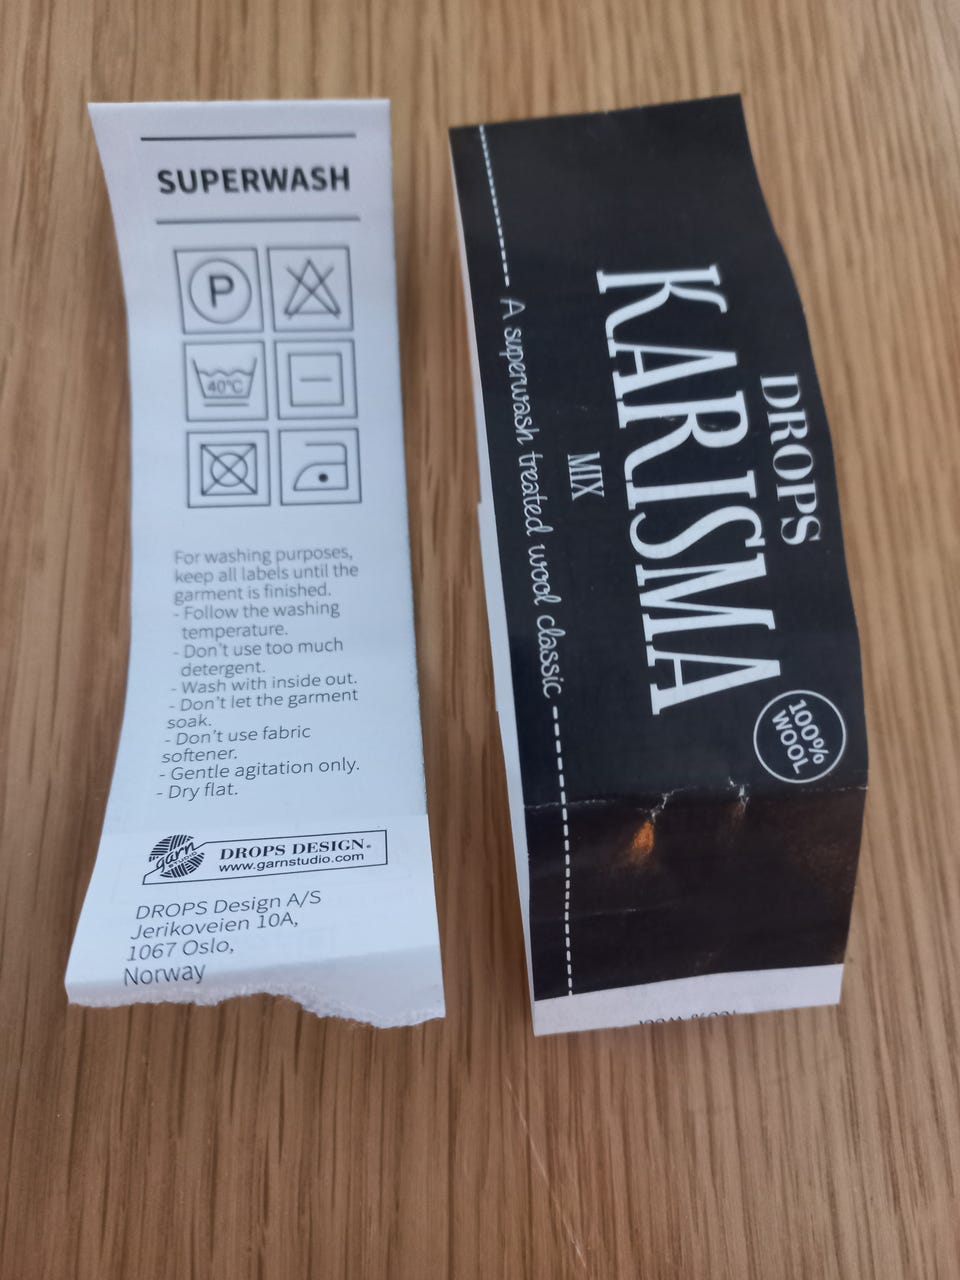 SUPERWASH
P
40°C
For washing purposes,
keep all labels until the
garment is finished.
- Follow the washing
temperature.
- Don't use too much
detergent.
- Wash with inside out.
- Don't let the garment
soak.
- Don't use fabric
softener.
- Gentle agitation only.
- Dry flat.
garn
DROPS DESIGN®
www.garnstudio.com
DROPS Design A/S
Jerikoveien 10A,
1067 Oslo,
Norway
DROPS
KARISMA
MIX
A superwash treated wool classic
100%
WOOL